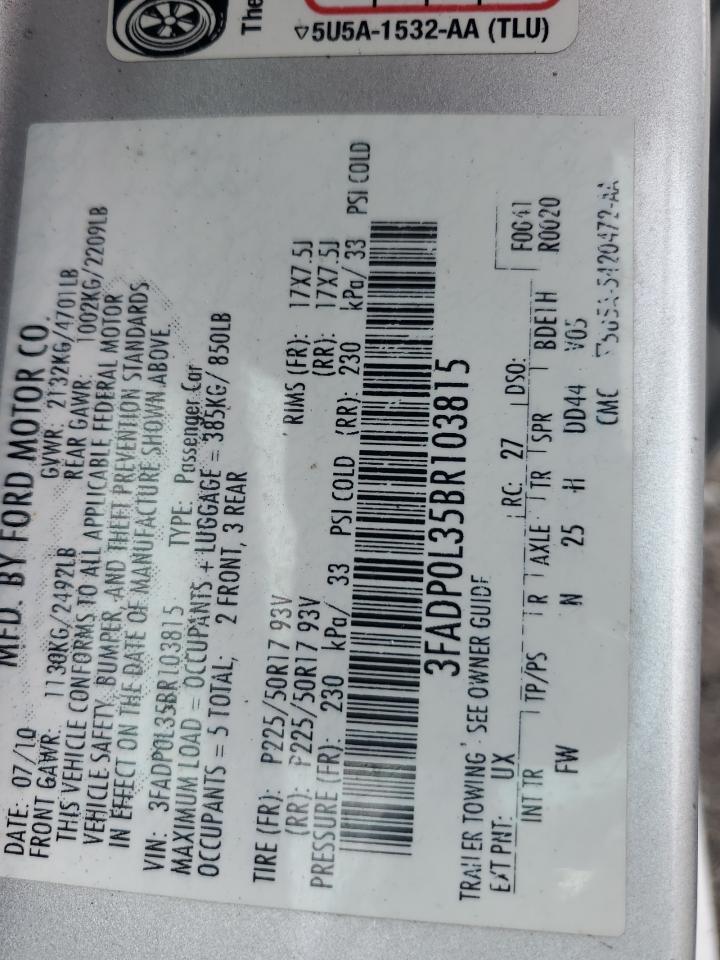 The
▽5U5A-1532-AA (TLU)
MFD. BY FORD MOTOR CO.
DATE: 07/10 GVWR: 2132KG/4701LB
FRONT GAWR: 1130KG/2492LB REAR GAWR: 1002KG/2209LB
THIS VEHICLE CONFORMS TO ALL APPLICABLE FEDERAL MOTOR
VEHICLE SAFETY, BUMPER, AND THEFT PREVENTION STANDARDS
IN EFFECT ON THE DATE OF MANUFACTURE SHOWN ABOVE.
VIN: 3FADP0L35BR103815 TYPE: Passenger Car
MAXIMUM LOAD = OCCUPANTS + LUGGAGE = 385KG/ 850LB
OCCUPANTS = 5 TOTAL; 2 FRONT, 3 REAR
TIRE (FR): P225/50R17 93V RIMS (FR): 17X7.5J
(RR): P225/50R17 93V (RR): 17X7.5J
PRESSURE (FR): 230 kPa/ 33 PSI COLD (RR): 230 kPa/ 33 PSI COLD
3FADP0L35BR103815
TRAILER TOWING SEE OWNER GUIDE
EXT PNT: UX RC: 27 DSO: F0641
R0020
INT TR TP/PS R AXLE TR SPR BDE1H
FW N 25 H DD44 V05
CMC ▽5U5A-5420472-AA